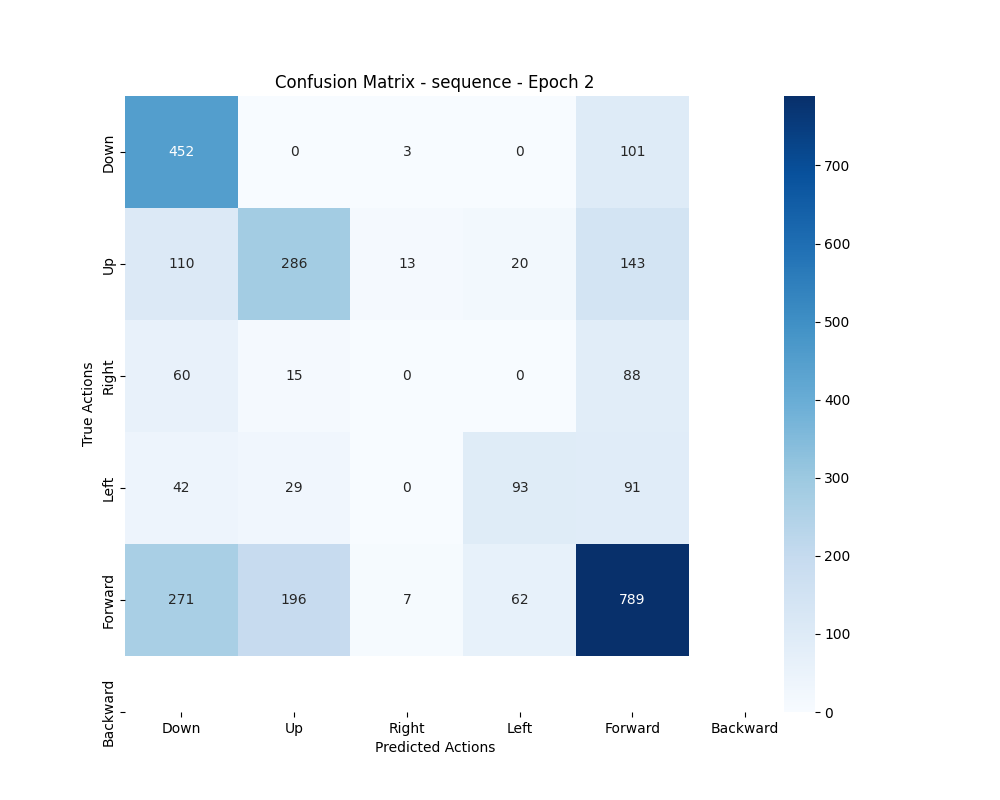 Confusion Matrix - sequence - Epoch 2
True Actions
Down
452 0 3 0 101
Up
110 286 13 20 143
Right
60 15 0 0 88
Left
42 29 0 93 91
Forward
271 196 7 62 789
Backward
Down Up Right Left Forward Backward
Predicted Actions
700
600
500
400
300
200
100
0